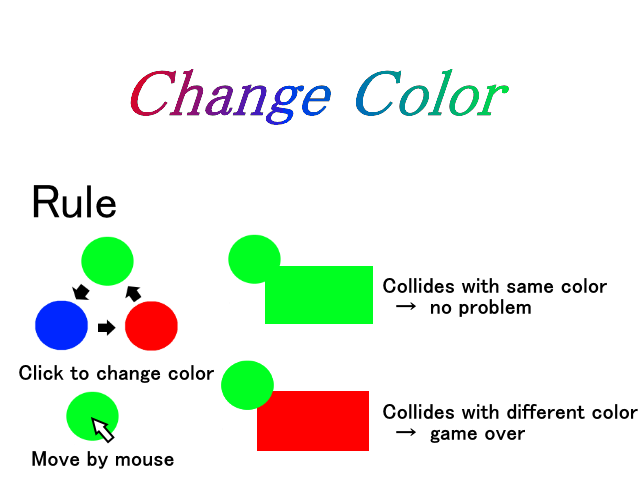 Change Color
Rule
Collides with same color
→ no problem
Click to change color
Collides with different color
→ game over
Move by mouse